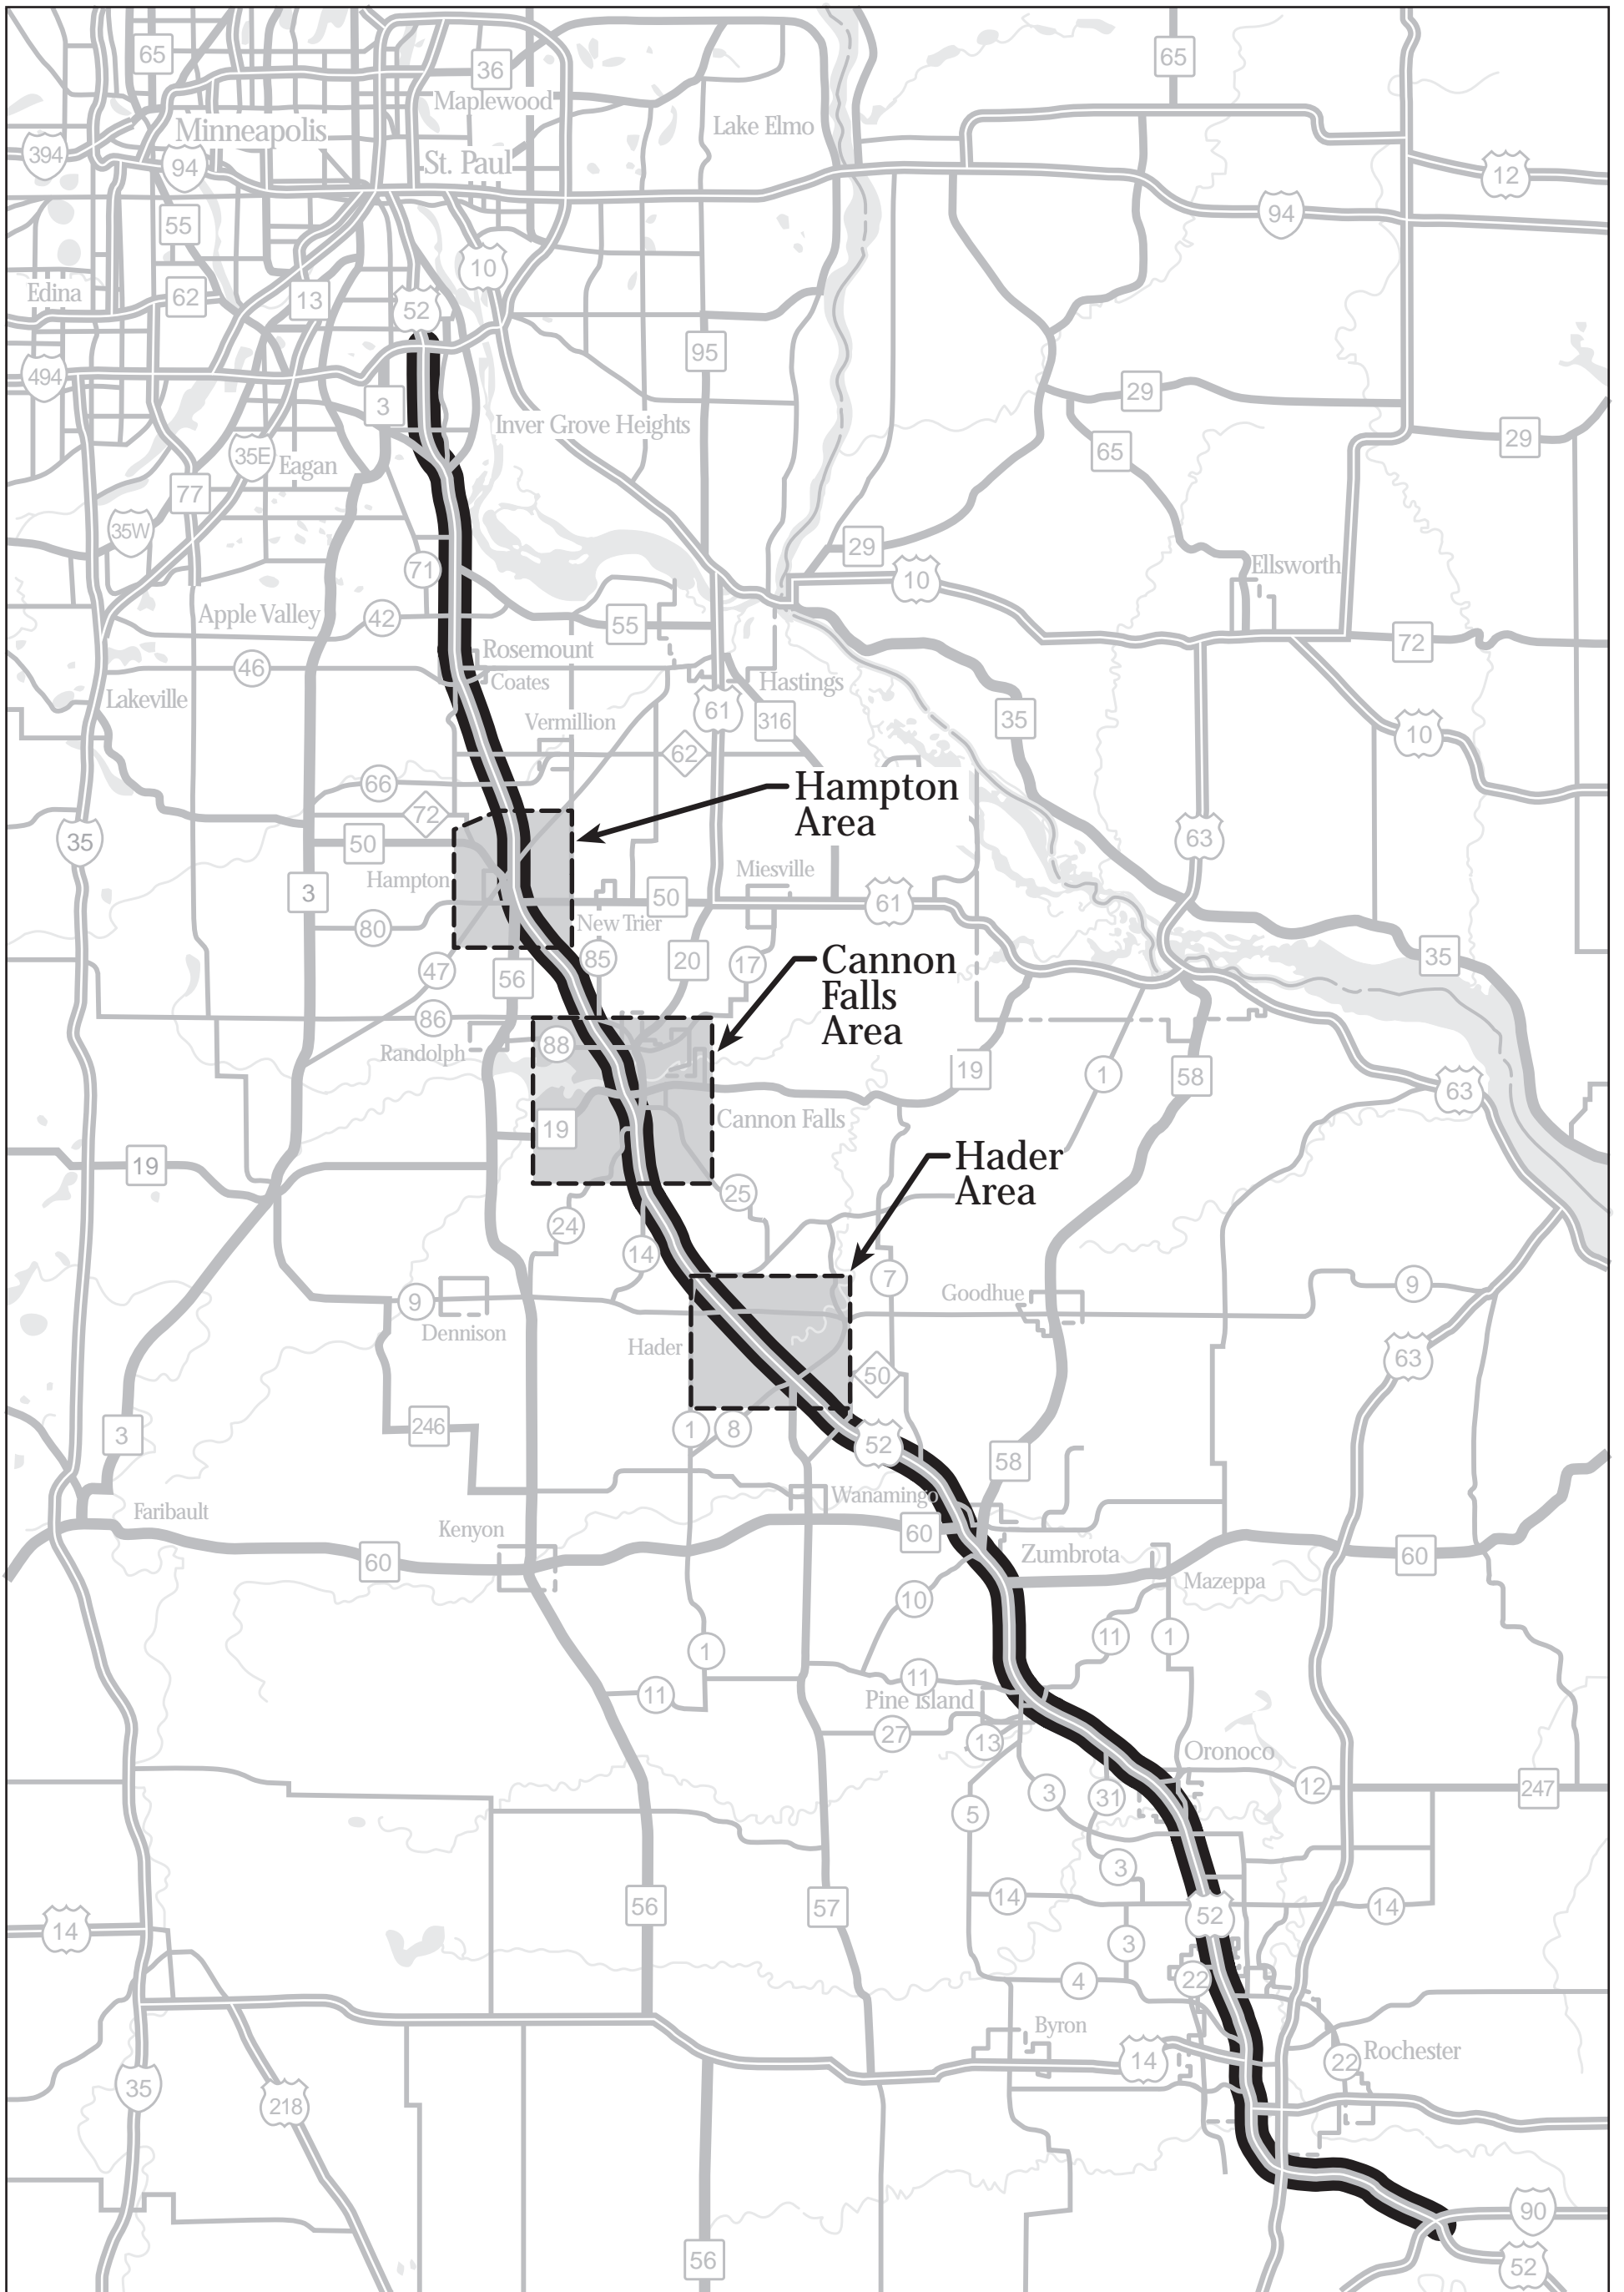 65
36
65
Maplewood
Lake Elmo
Minneapolis
394
94
St. Paul
12
94
55
10
Edina
62
13
52
95
494
29
3
Inver Grove Heights
29
65
35E
Eagan
77
35W
29
Ellsworth
71
10
Apple Valley
42
55
72
Rosemount
46
Coates
Hastings
Lakeville
61
316
35
Vermillion
10
62
66
Hampton
Area
72
35
50
63
Hampton
Miesville
3
50
61
80
New Trier
35
47
56
85
20
17
Cannon
Falls
Area
86
Randolph
88
19
1
58
63
19
Cannon Falls
19
Hader
Area
25
24
14
7
9
Goodhue
9
Dennison
Hader
63
50
3
246
1
8
52
58
Wanamingo
Faribault
Kenyon
60
60
Zumbrota
60
Mazeppa
10
11
1
1
11
11
Pine Island
27
13
Oronoco
3
31
12
247
5
3
14
14
56
57
52
14
3
22
4
Byron
14
22
Rochester
35
218
90
56
52